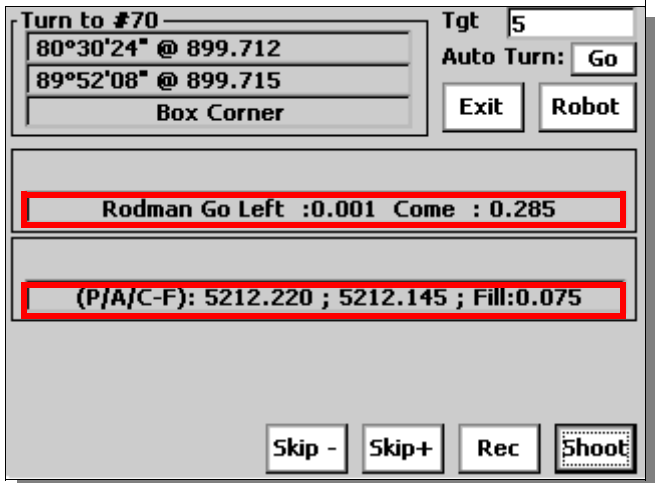 Turn to #70
Tgt 5
80°30'24" @ 899.712
Auto Turn: Go
89°52'08" @ 899.715
Box Corner
Exit Robot
Rodman Go Left :0.001 Come : 0.285
(P/A/C-F): 5212.220 ; 5212.145 ; Fill:0.075
Skip - Skip+ Rec Shoot